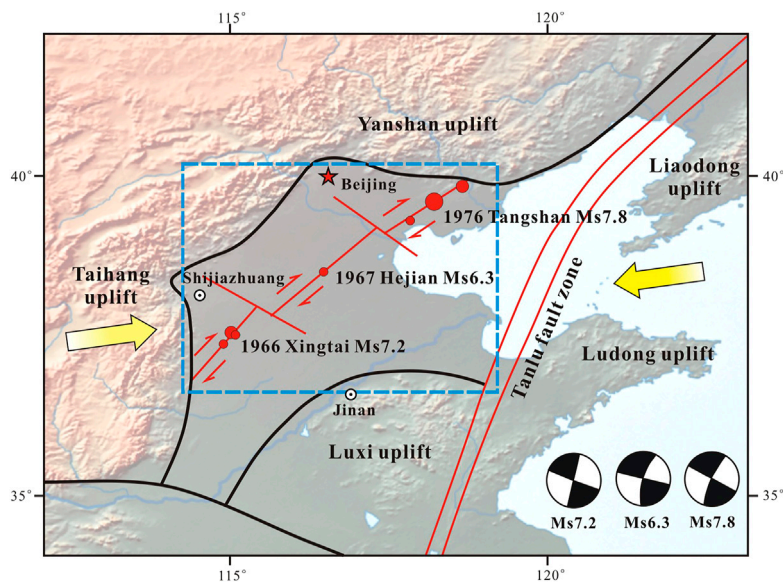 115°
120°
Yanshan uplift
40°
40°
Beijing
Liaodong
uplift
1976 Tangshan Ms7.8
Taihang
uplift
Shijiazhuang
1967 Hejian Ms6.3
Tanlu fault zone
1966 Xingtai Ms7.2
Ludong uplift
Jinan
Luxi uplift
35°
35°
Ms7.2
Ms6.3
Ms7.8
115°
120°